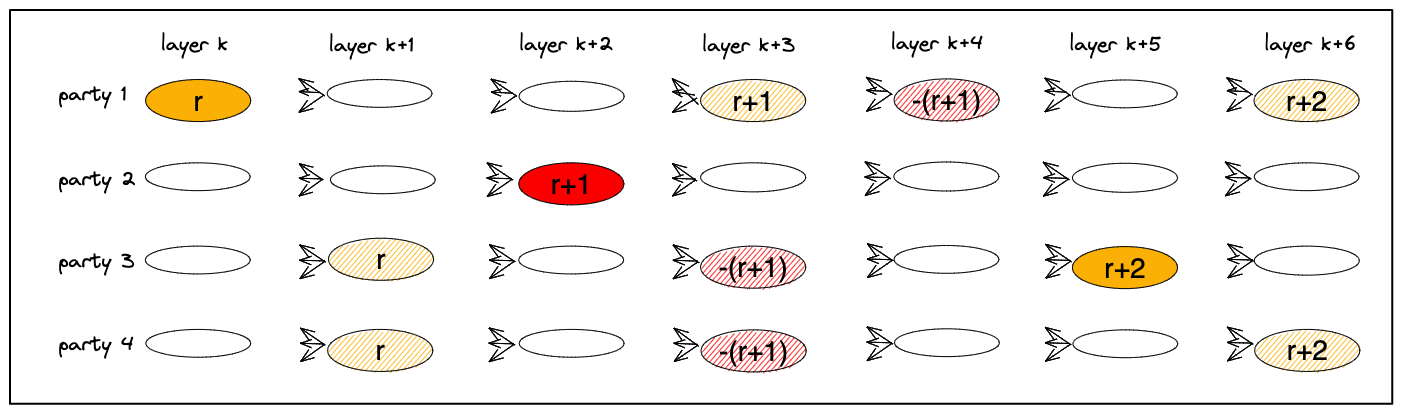 layer k layer k+1 layer k+2 layer k+3 layer k+4 layer k+5 layer k+6
party 1 r r+1 -(r+1) r+2
party 2 r+1
party 3 r -(r+1) r+2
party 4 r -(r+1) r+2